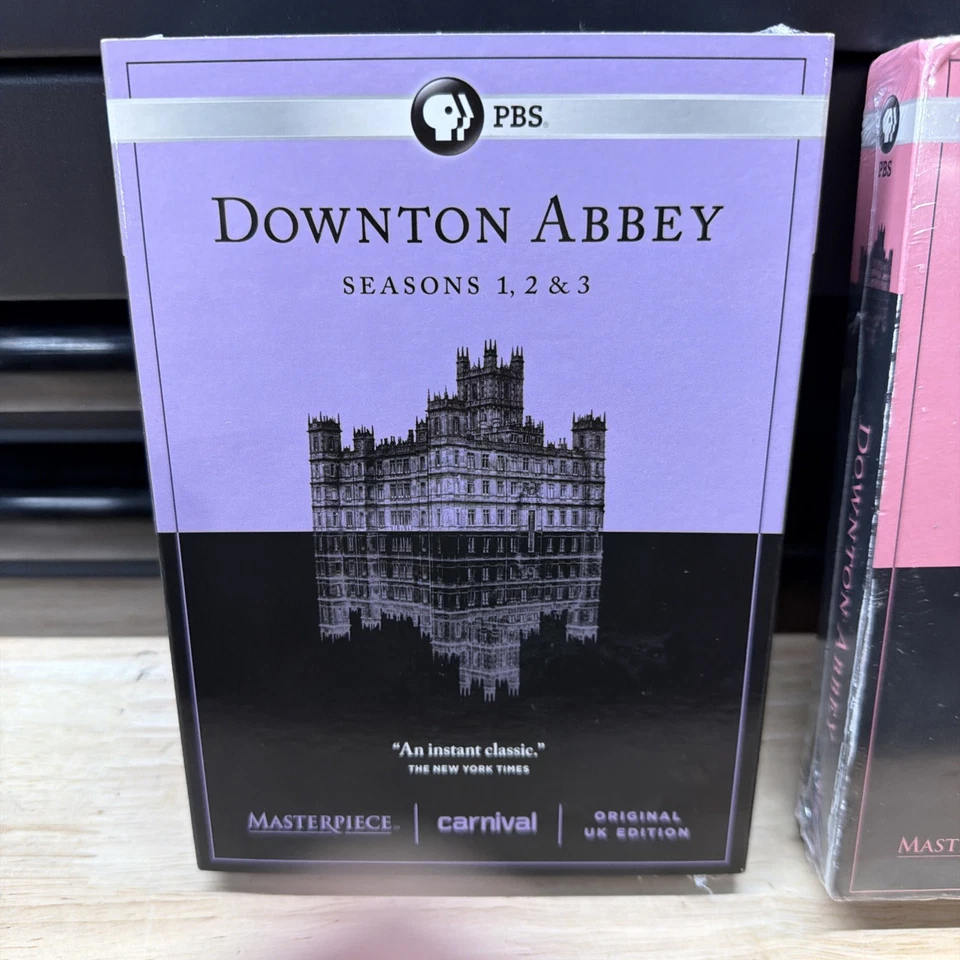 PBS®
DOWNTON ABBEY
SEASONS 1, 2 & 3
“An instant classic.”
THE NEW YORK TIMES
MASTERPIECE™
carnival
ORIGINAL
UK EDITION
PBS
DOWNTON ABBEY
MAST